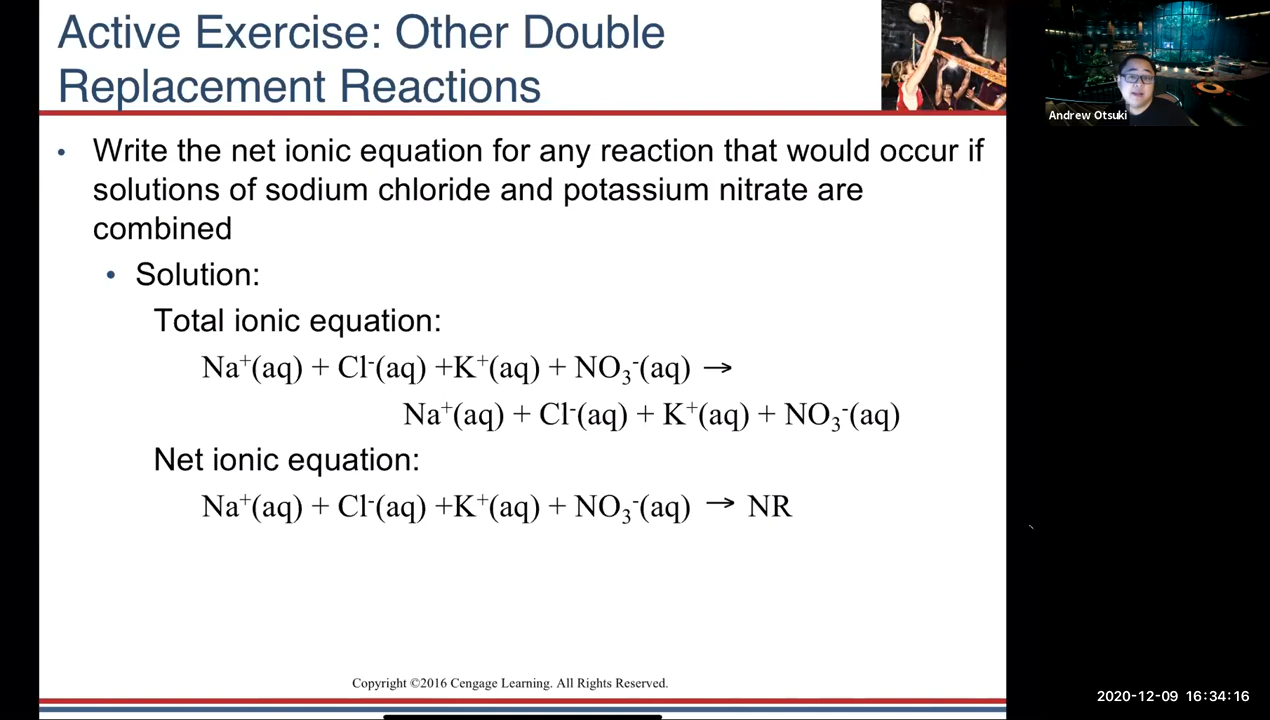 Active Exercise: Other Double
Replacement Reactions
• Write the net ionic equation for any reaction that would occur if
solutions of sodium chloride and potassium nitrate are
combined
• Solution:
Total ionic equation:
Na⁺(aq) + Cl⁻(aq) +K⁺(aq) + NO₃⁻(aq) →
Na⁺(aq) + Cl⁻(aq) + K⁺(aq) + NO₃⁻(aq)
Net ionic equation:
Na⁺(aq) + Cl⁻(aq) +K⁺(aq) + NO₃⁻(aq) → NR
Copyright ©2016 Cengage Learning. All Rights Reserved.
Andrew Otsuki
2020-12-09 16:34:16